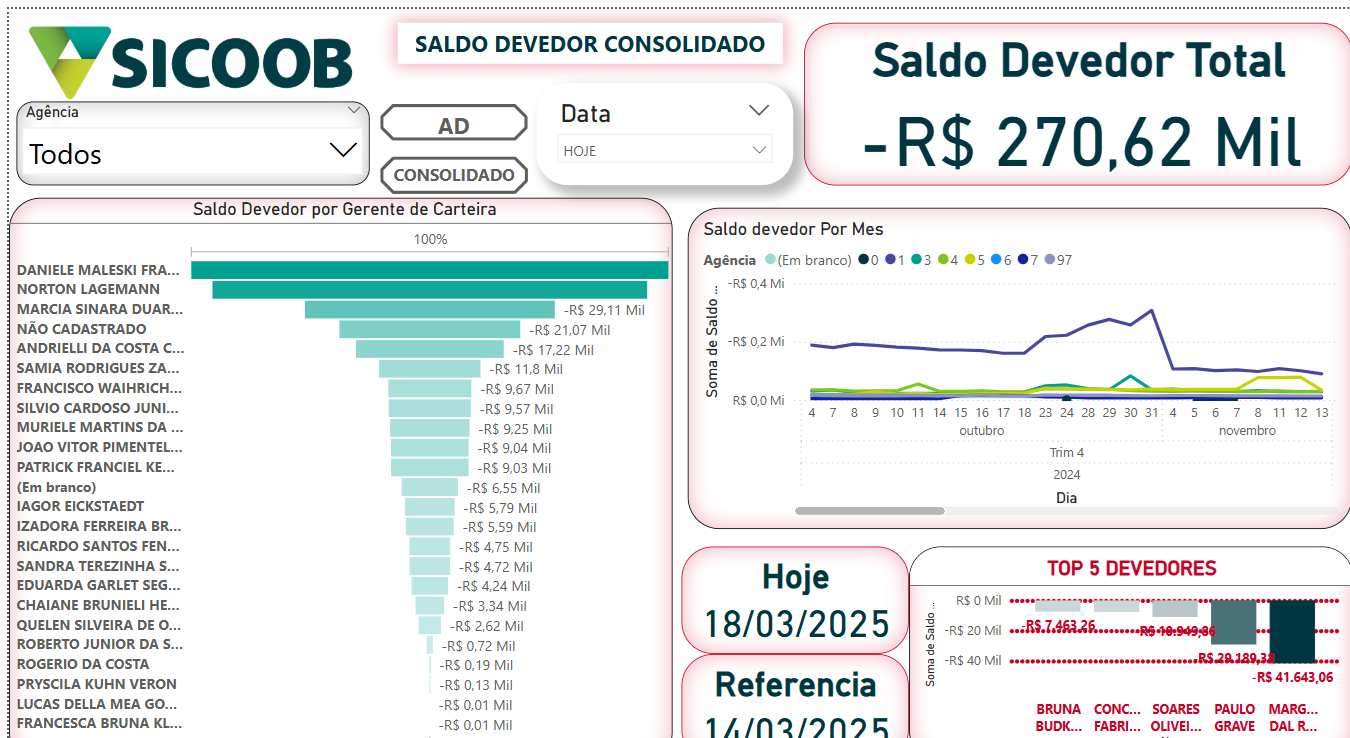 SICOOB
SALDO DEVEDOR CONSOLIDADO
Saldo Devedor Total
-R$ 270,62 Mil
Agência
Todos
AD
CONSOLIDADO
Data
HOJE
Saldo Devedor por Gerente de Carteira
100%
DANIELE MALESKI FRA...
NORTON LAGEMANN
MARCIA SINARA DUAR... -R$ 29,11 Mil
NÃO CADASTRADO -R$ 21,07 Mil
ANDRIELLI DA COSTA C... -R$ 17,22 Mil
SAMIA RODRIGUES ZA... -R$ 11,8 Mil
FRANCISCO WAIHRICH... -R$ 9,67 Mil
SILVIO CARDOSO JUNI... -R$ 9,57 Mil
MURIELE MARTINS DA ... -R$ 9,25 Mil
JOAO VITOR PIMENTEL... -R$ 9,04 Mil
PATRICK FRANCIEL KE... -R$ 9,03 Mil
(Em branco) -R$ 6,55 Mil
IAGOR EICKSTAEDT -R$ 5,79 Mil
IZADORA FERREIRA BR... -R$ 5,59 Mil
RICARDO SANTOS FEN... -R$ 4,75 Mil
SANDRA TEREZINHA S... -R$ 4,72 Mil
EDUARDA GARLET SEG... -R$ 4,24 Mil
CHAIANE BRUNIELI HE... -R$ 3,34 Mil
QUELEN SILVEIRA DE O... -R$ 2,62 Mil
ROBERTO JUNIOR DA S... -R$ 0,72 Mil
ROGERIO DA COSTA -R$ 0,19 Mil
PRYSCILA KUHN VERON -R$ 0,13 Mil
LUCAS DELLA MEA GO... -R$ 0,01 Mil
FRANCESCA BRUNA KL... -R$ 0,01 Mil
Saldo devedor Por Mes
Agência (Em branco) 0 1 3 4 5 6 7 97
Soma de Saldo ...
-R$ 0,4 Mi
-R$ 0,2 Mi
R$ 0,0 Mi
4 7 8 9 10 11 14 15 16 17 18 23 24 28 29 30 31 4 5 6 7 8 11 12 13
outubro novembro
Trim 4
2024
Dia
Hoje
18/03/2025
Referencia
14/03/2025
TOP 5 DEVEDORES
Soma de Saldo ...
R$ 0 Mil
-R$ 20 Mil
-R$ 40 Mil
-R$ 7.463,26
-R$ 10.949,86
-R$ 29.189,38
-R$ 41.643,06
BRUNA CONC... SOARES PAULO MARG...
BUDK... FABRI... OLIVEI... GRAVE DAL R...